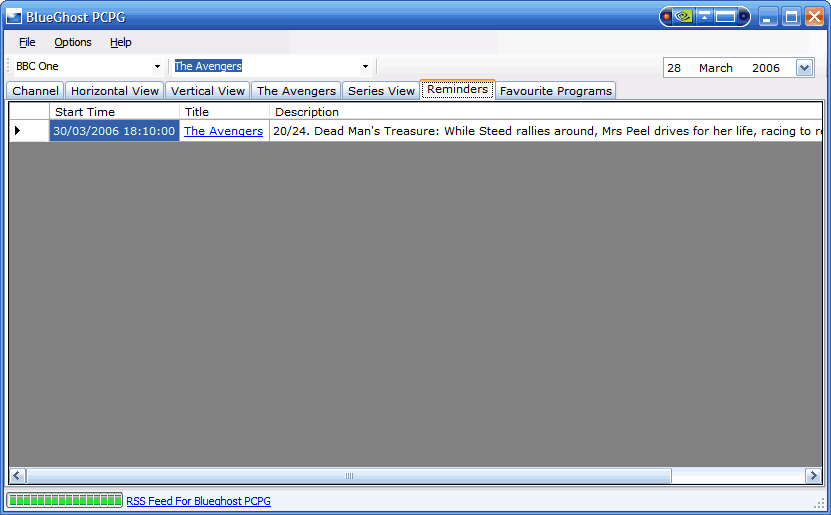 BlueGhost PCPG
File Options Help
BBC One The Avengers 28 March 2006
Channel Horizontal View Vertical View The Avengers Series View Reminders Favourite Programs
Start Time Title Description
30/03/2006 18:10:00 The Avengers 20/24. Dead Man's Treasure: While Steed rallies around, Mrs Peel drives for her life, racing to
RSS Feed For Blueghost PCPG